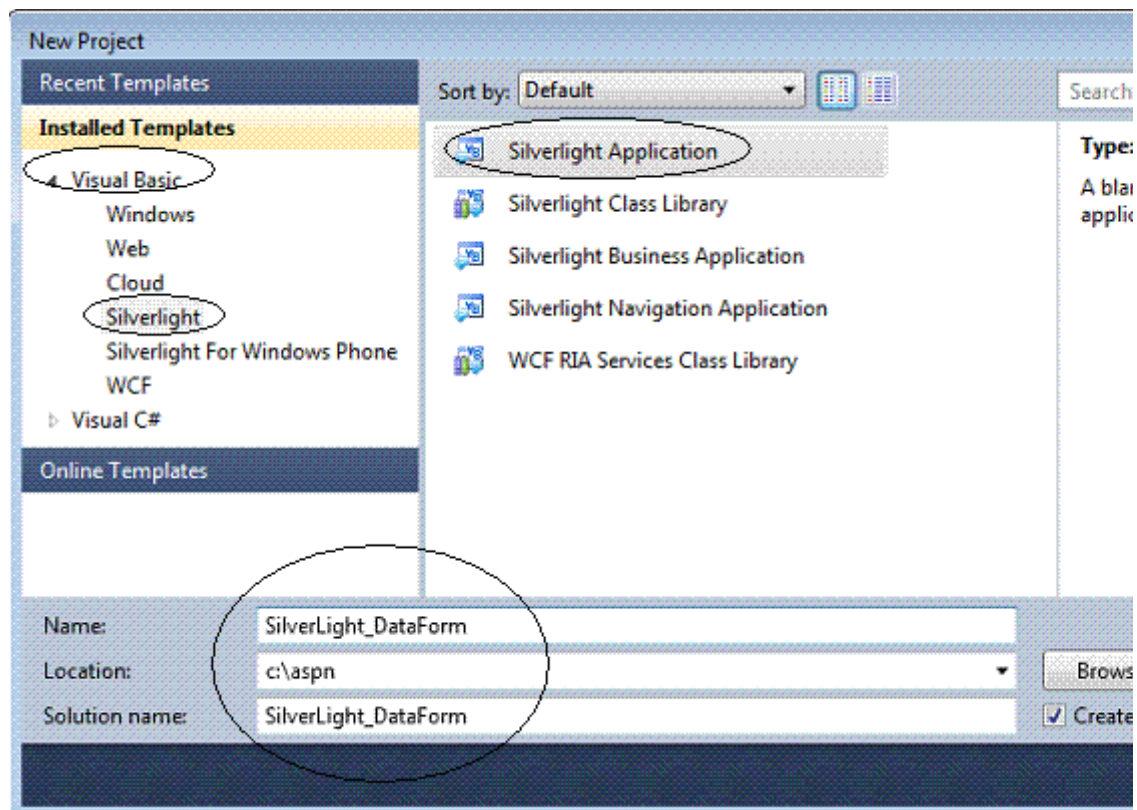 New Project
Recent Templates
Installed Templates
Visual Basic
Windows
Web
Cloud
Silverlight
Silverlight For Windows Phone
WCF
Visual C#
Online Templates
Sort by: Default
Silverlight Application
Silverlight Class Library
Silverlight Business Application
Silverlight Navigation Application
WCF RIA Services Class Library
Search
Type:
A bla
applic
Name: SilverLight_DataForm
Location: c:\aspn Brows
Solution name: SilverLight_DataForm Create